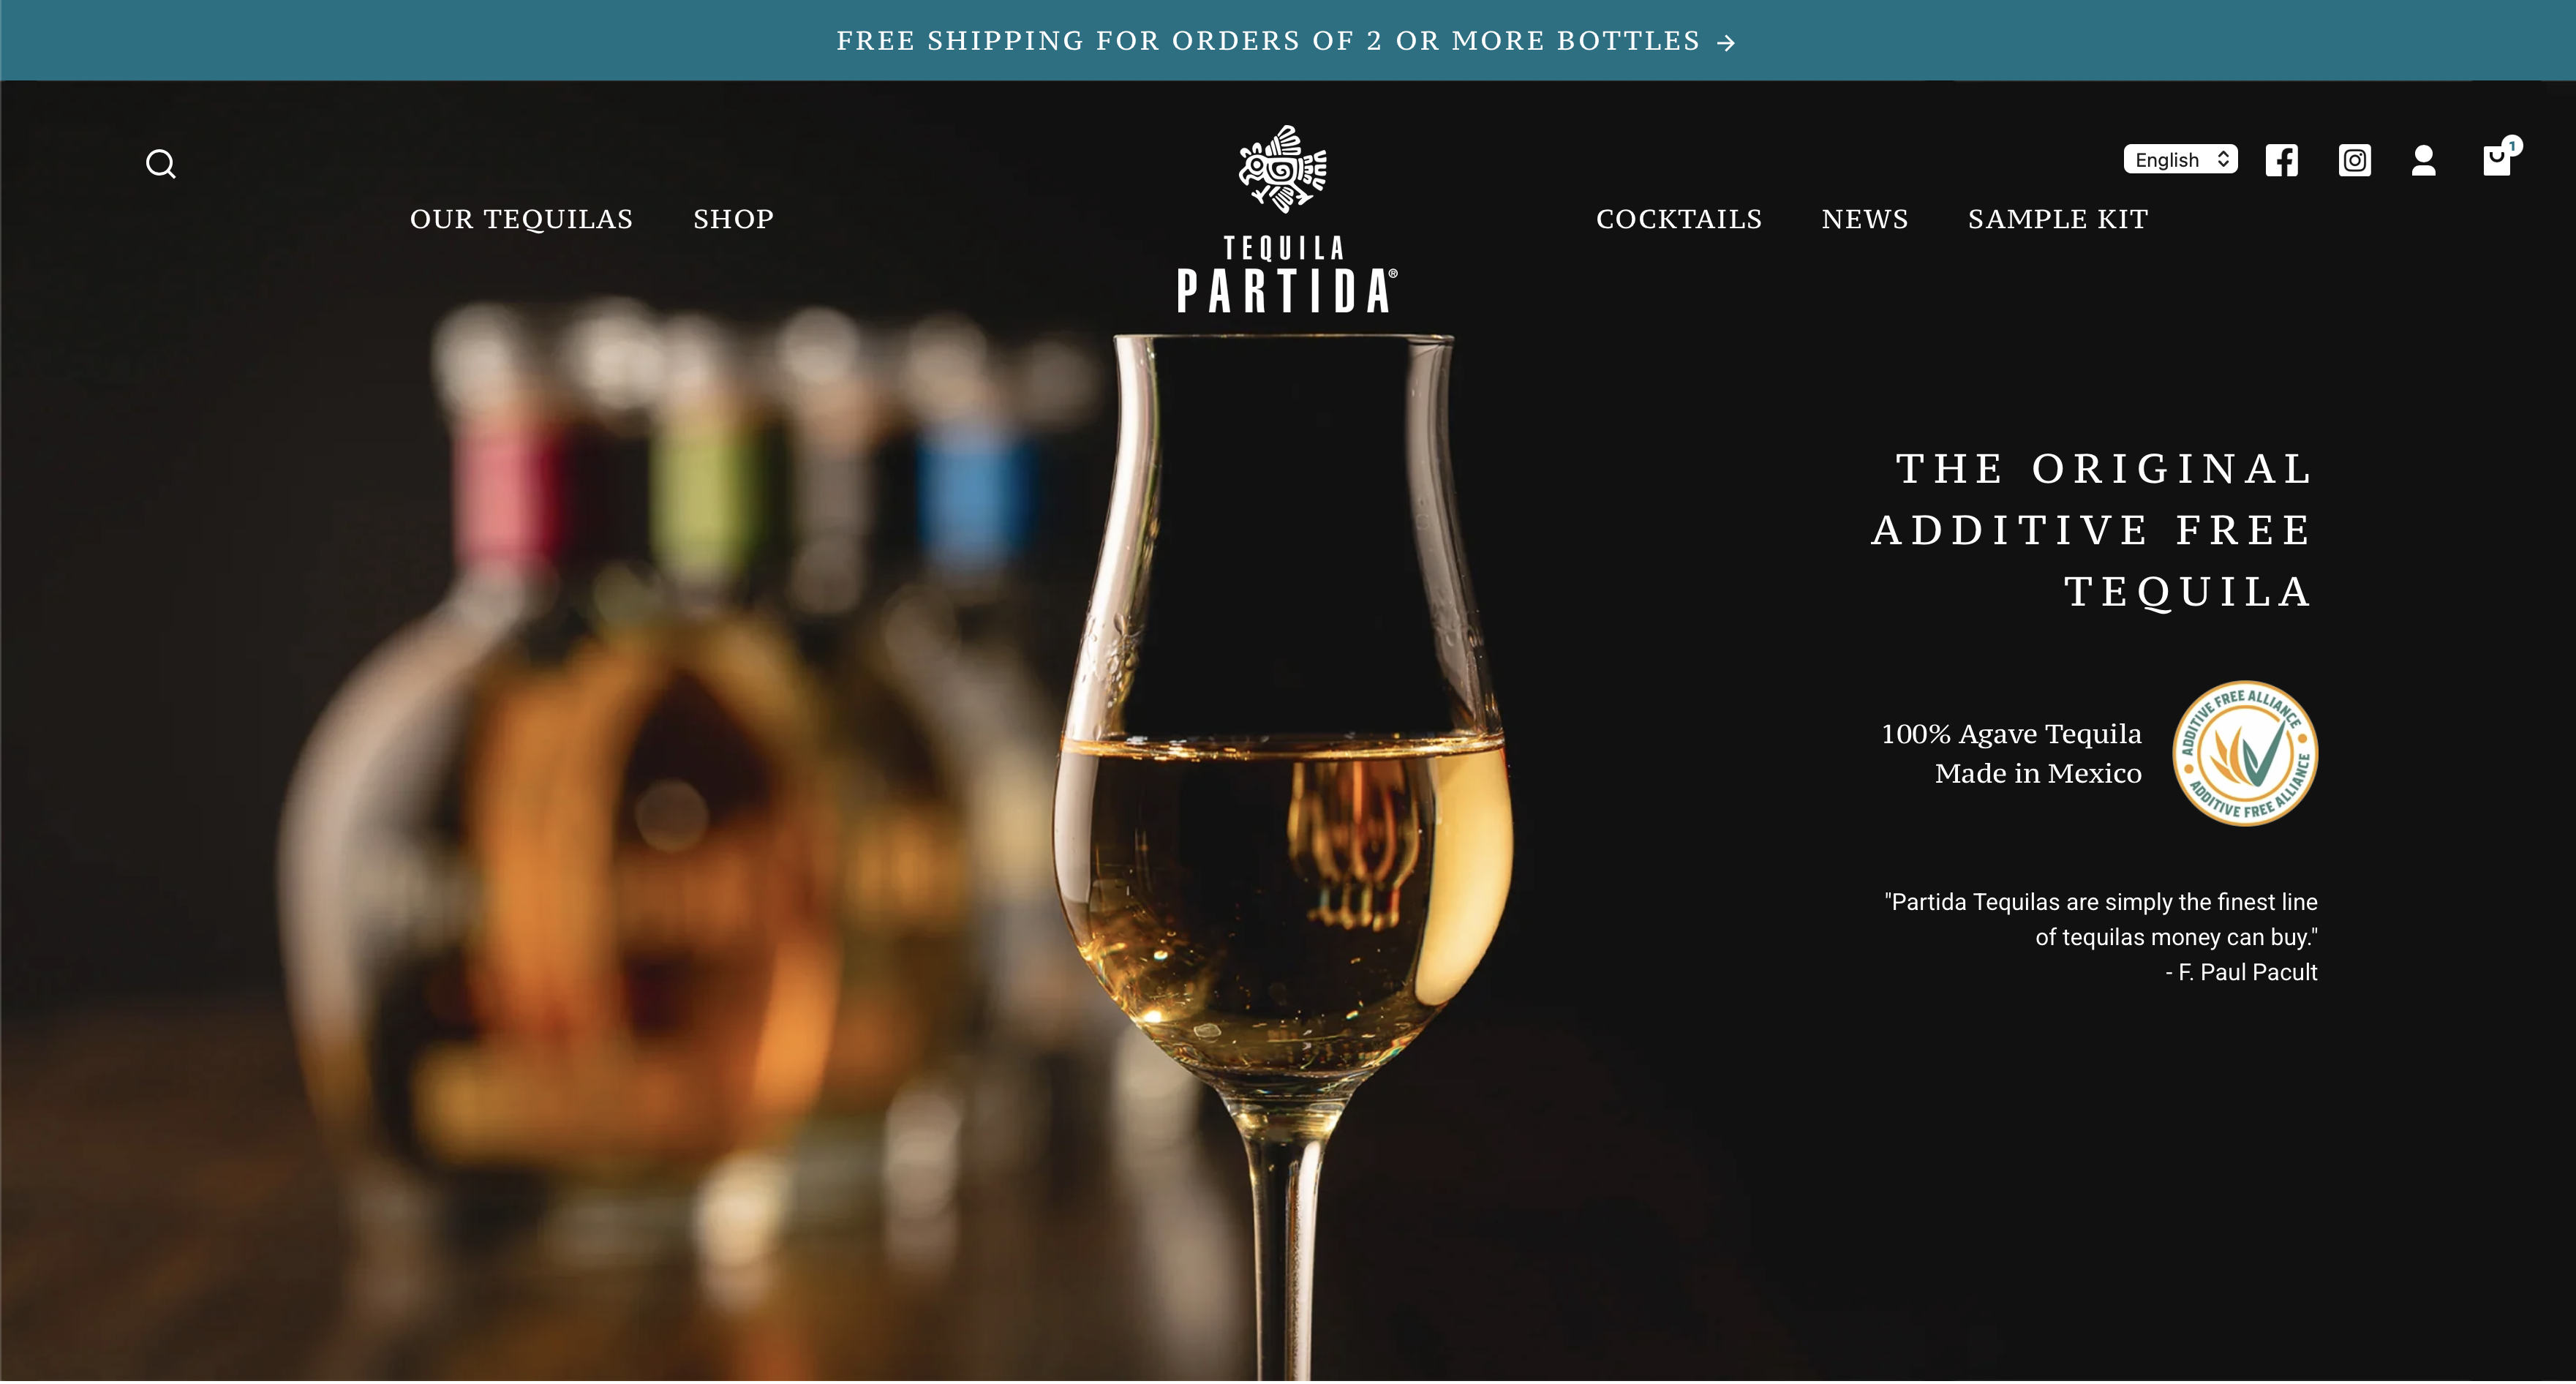 FREE SHIPPING FOR ORDERS OF 2 OR MORE BOTTLES →
English
1
OUR TEQUILAS
SHOP
TEQUILA
PARTIDA®
COCKTAILS
NEWS
SAMPLE KIT
THE ORIGINAL
ADDITIVE FREE
TEQUILA
100% Agave Tequila
Made in Mexico
ADDITIVE FREE ALLIANCE
ADDITIVE FREE ALLIANCE
"Partida Tequilas are simply the finest line
of tequilas money can buy."
- F. Paul Pacult